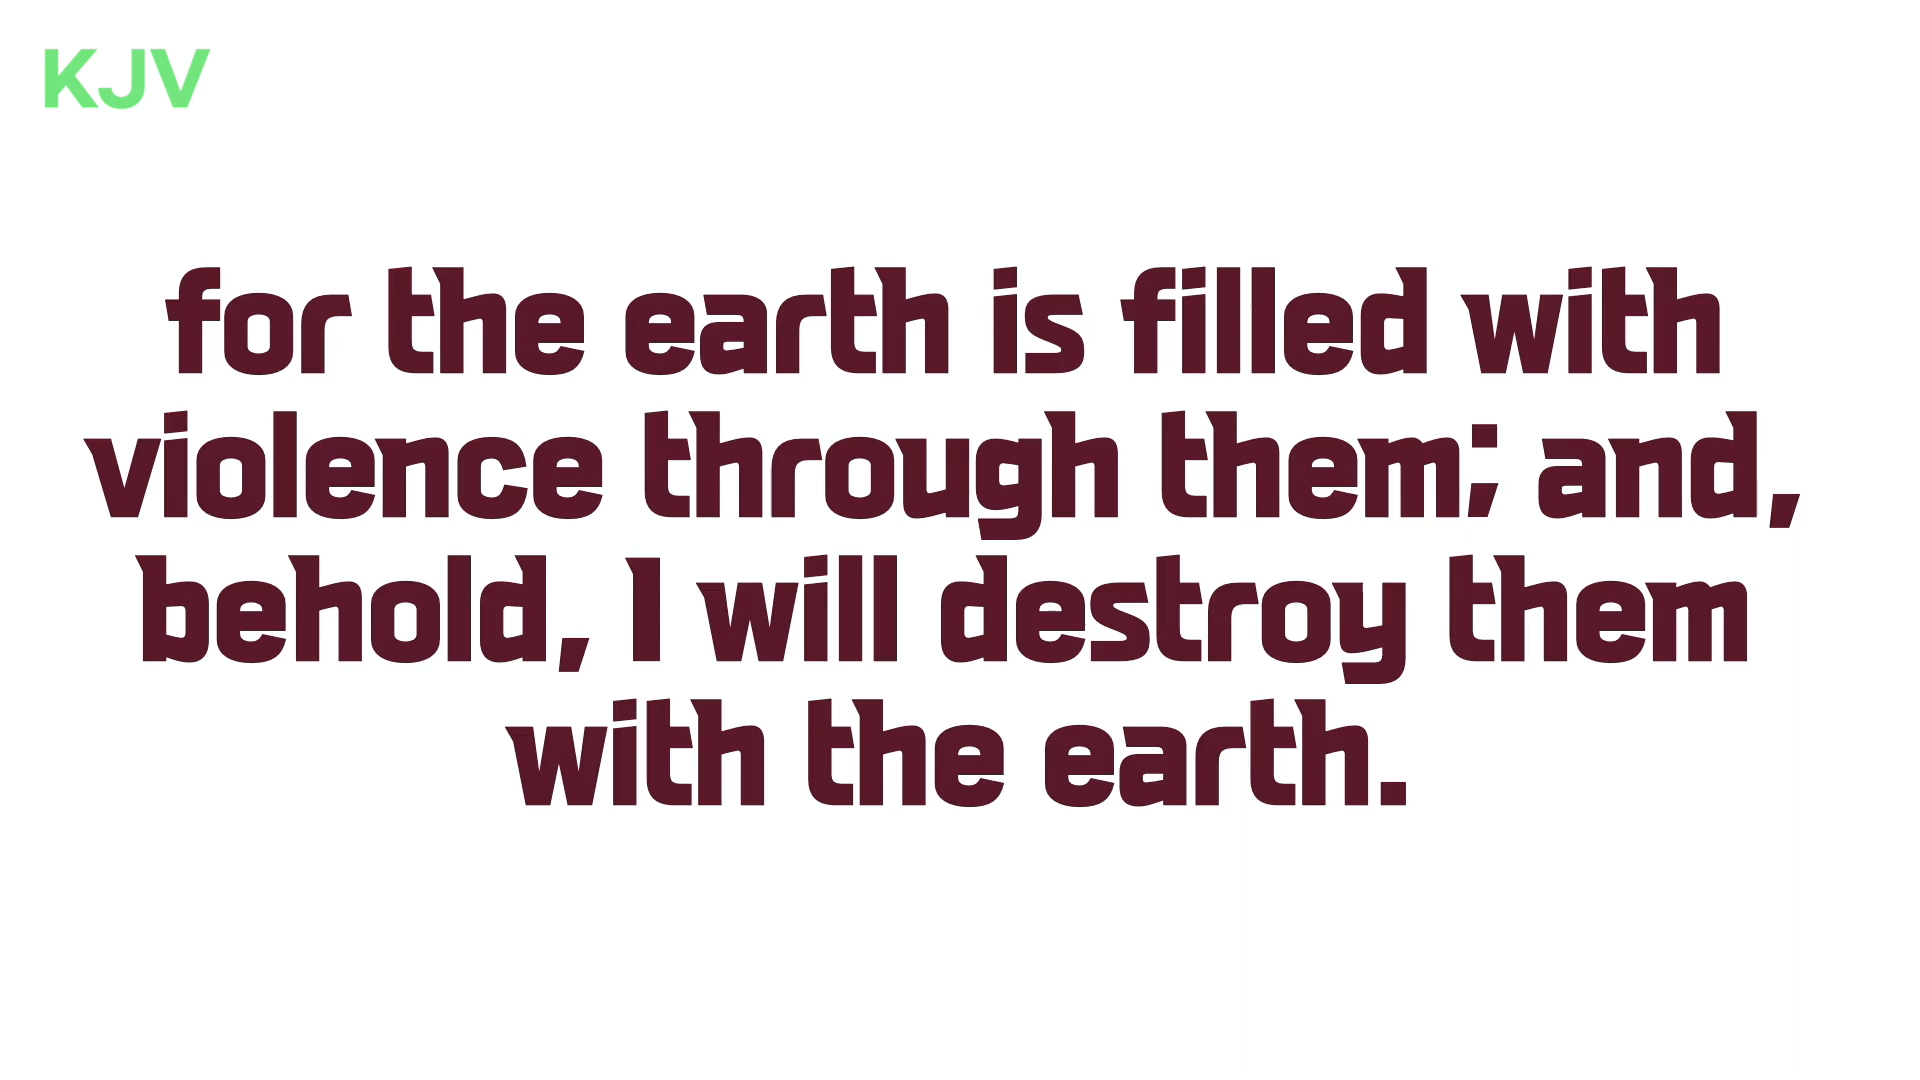 KJV
for the earth is filled with
violence through them; and,
behold, I will destroy them
with the earth.